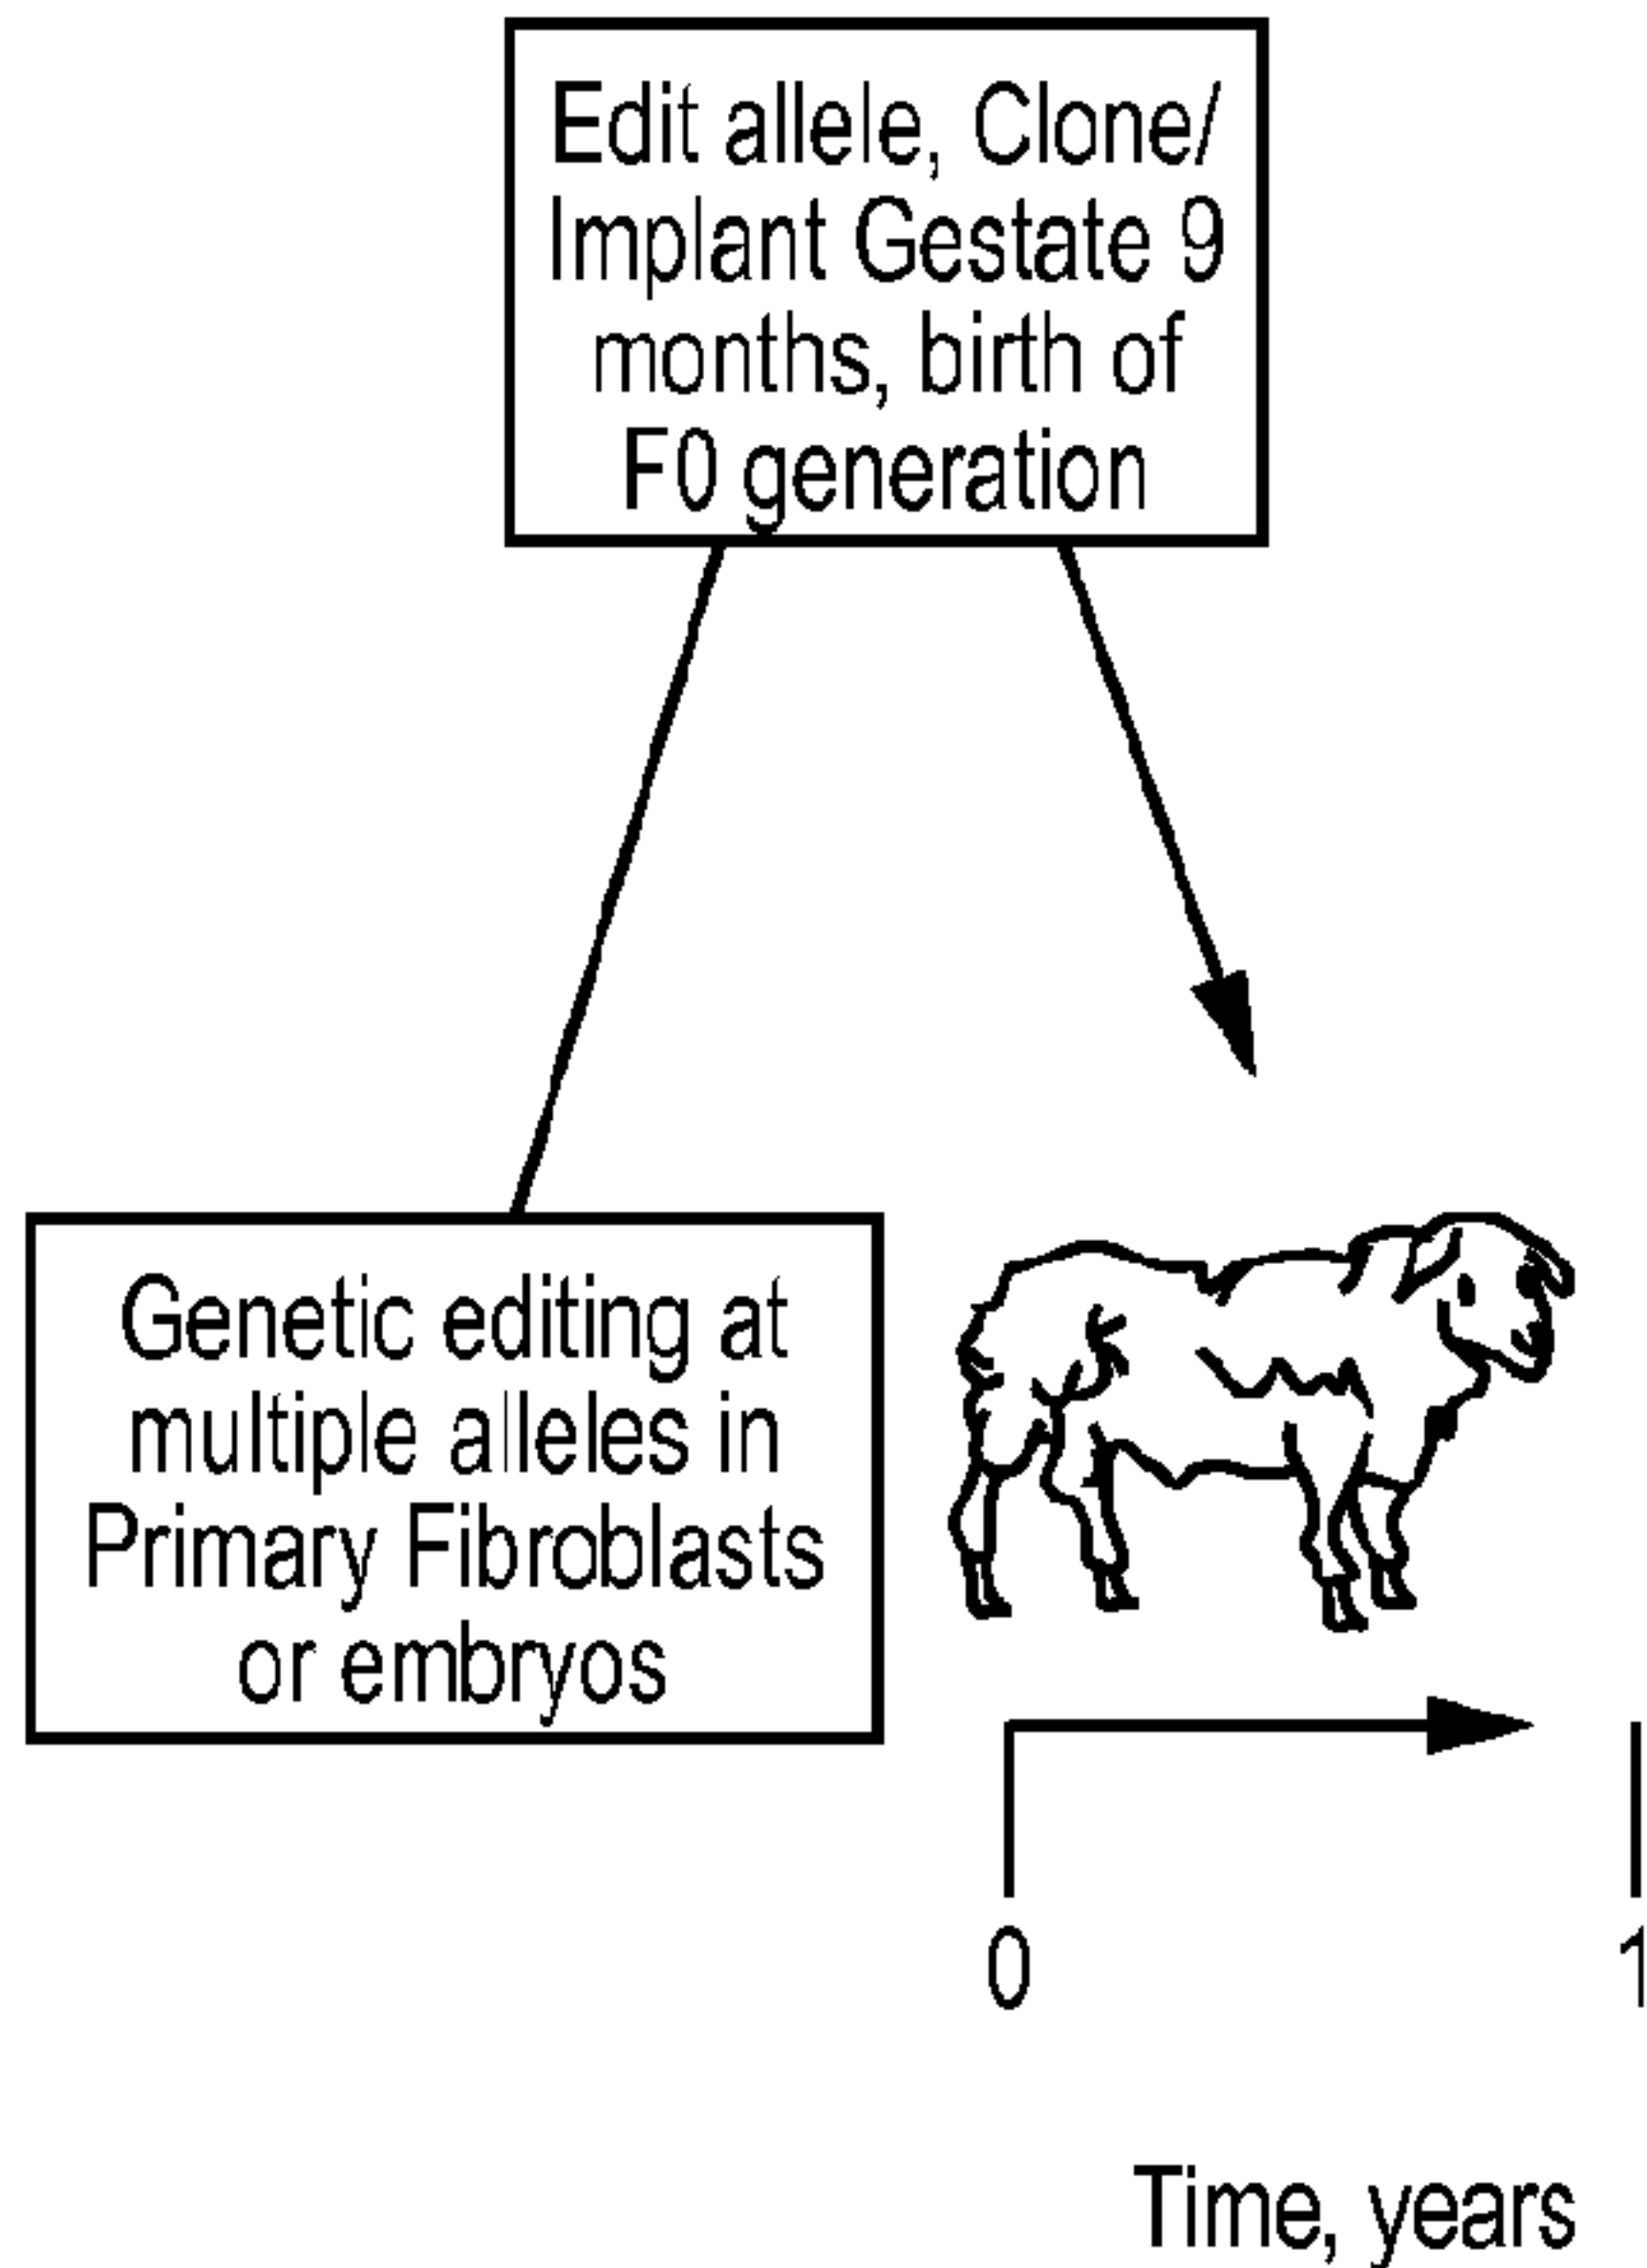 Edit allele, Clone/
Implant Gestate 9
months, birth of
F0 generation
Genetic editing at
multiple alleles in
Primary Fibroblasts
or embryos
0
1
Time, years